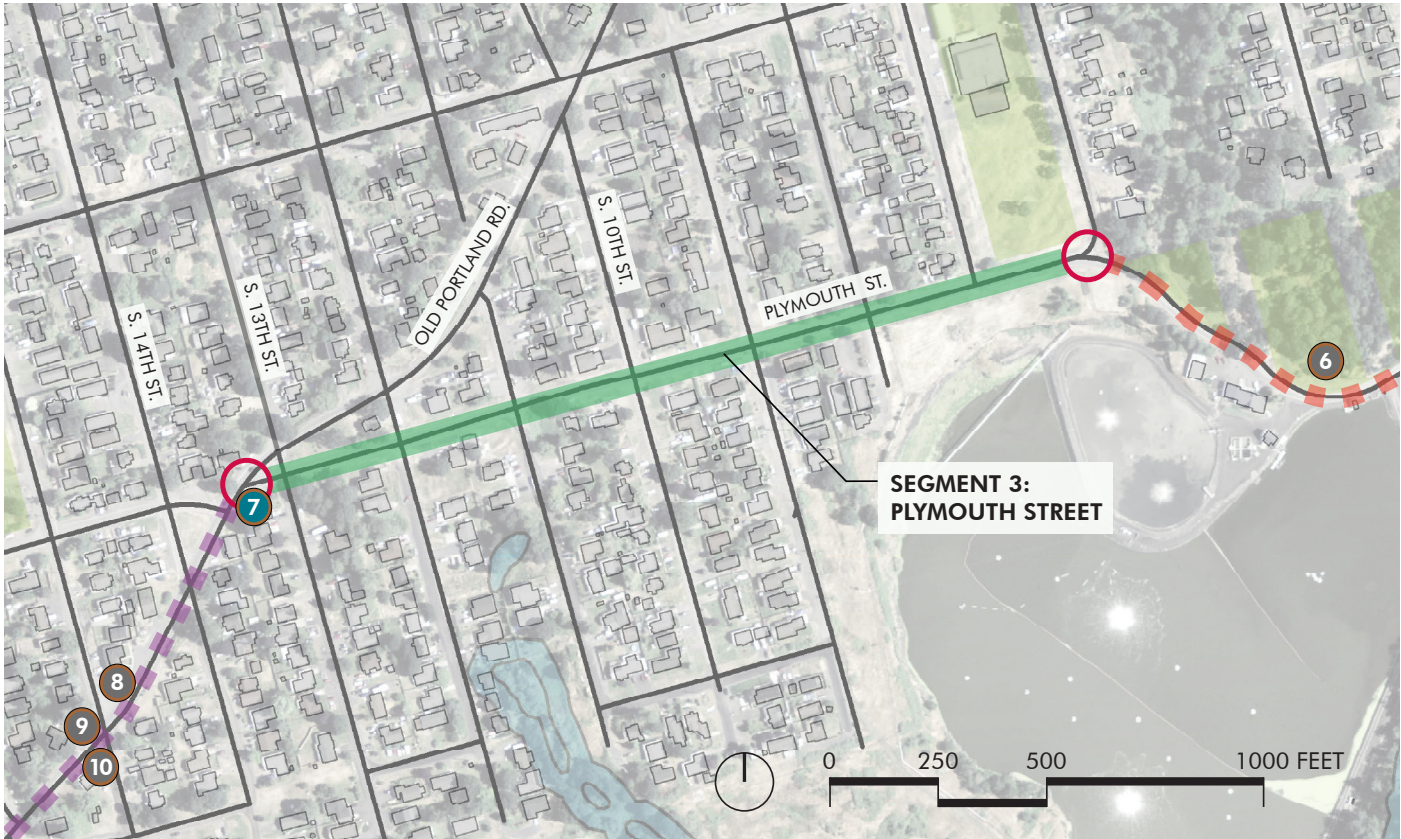 OLD PORTLAND RD.
S. 10TH ST.
S. 13TH ST.
S. 14TH ST.
PLYMOUTH ST.
6
SEGMENT 3:
PLYMOUTH STREET
7
8
9
10
0 250 500 1000 FEET